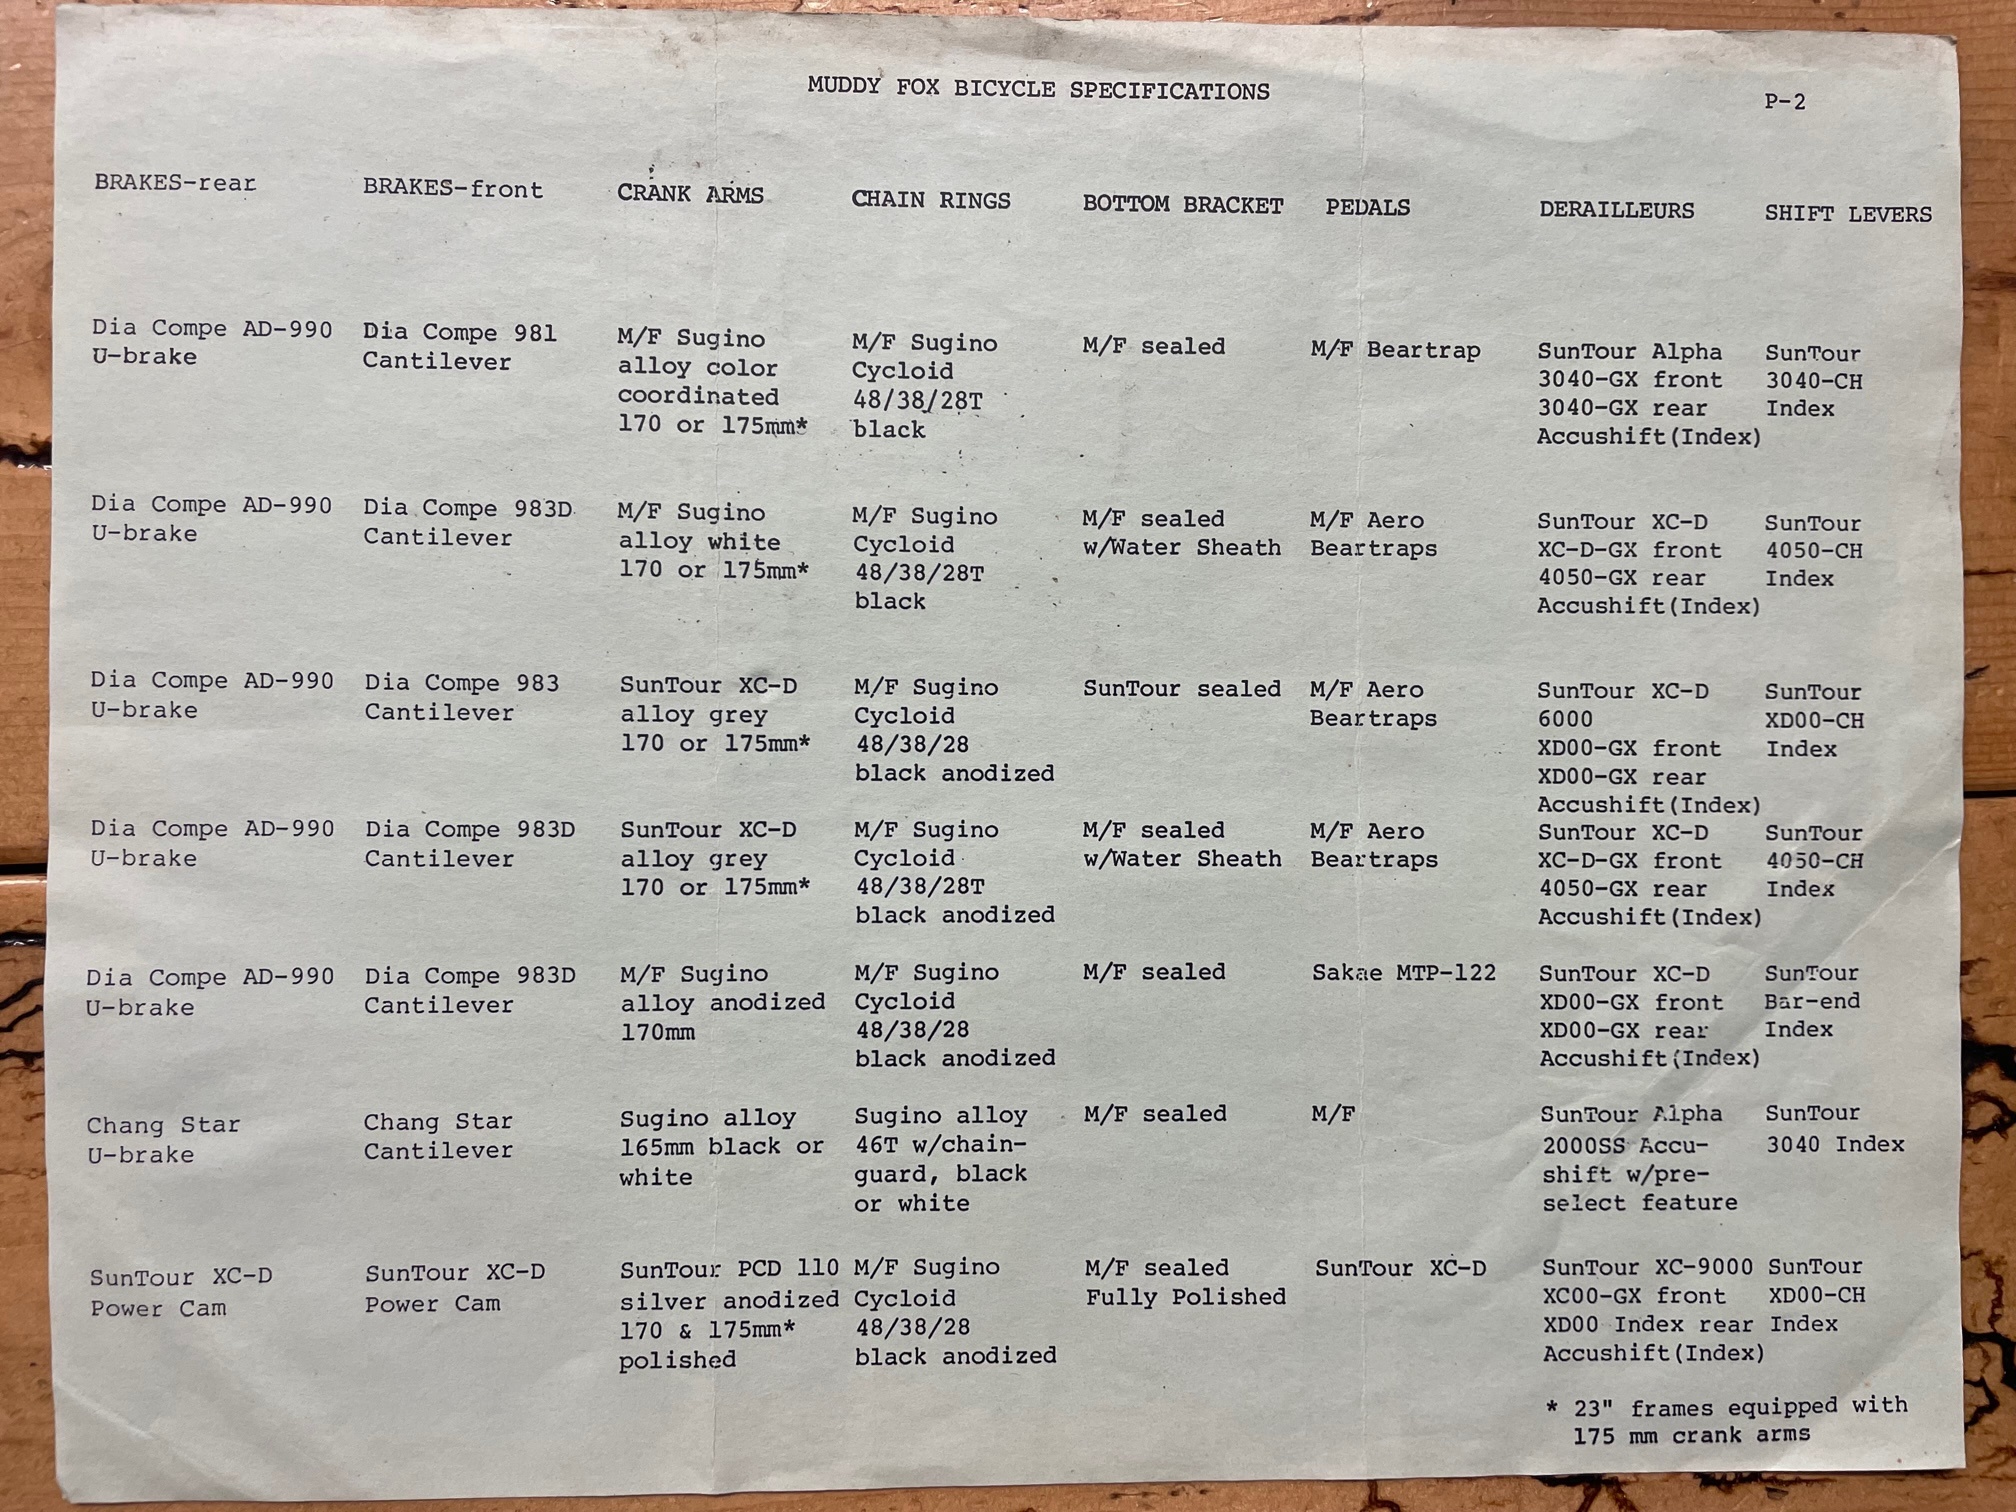 MUDDY FOX BICYCLE SPECIFICATIONS
P-2
BRAKES-rear BRAKES-front CRANK ARMS CHAIN RINGS BOTTOM BRACKET PEDALS DERAILLEURS SHIFT LEVERS
Dia Compe AD-990 Dia Compe 981 M/F Sugino M/F Sugino M/F sealed M/F Beartrap SunTour Alpha SunTour
U-brake Cantilever alloy color Cycloid 3040-GX front 3040-CH
coordinated 48/38/28T 3040-GX rear Index
170 or 175mm* black Accushift(Index)
Dia Compe AD-990 Dia Compe 983D M/F Sugino M/F Sugino M/F sealed M/F Aero SunTour XC-D SunTour
U-brake Cantilever alloy white Cycloid w/Water Sheath Beartraps XC-D-GX front 4050-CH
170 or 175mm* 48/38/28T 4050-GX rear Index
black Accushift(Index)
Dia Compe AD-990 Dia Compe 983 SunTour XC-D M/F Sugino SunTour sealed M/F Aero SunTour XC-D SunTour
U-brake Cantilever alloy grey Cycloid Beartraps 6000 XD00-CH
170 or 175mm* 48/38/28 XD00-GX front Index
black anodized XD00-GX rear
Accushift(Index)
Dia Compe AD-990 Dia Compe 983D SunTour XC-D M/F Sugino M/F sealed M/F Aero SunTour XC-D SunTour
U-brake Cantilever alloy grey Cycloid w/Water Sheath Beartraps XC-D-GX front 4050-CH
170 or 175mm* 48/38/28T 4050-GX rear Index
black anodized Accushift(Index)
Dia Compe AD-990 Dia Compe 983D M/F Sugino M/F Sugino M/F sealed Sakae MTP-122 SunTour XC-D SunTour
U-brake Cantilever alloy anodized Cycloid XD00-GX front Bar-end
170mm 48/38/28 XD00-GX rear Index
black anodized Accushift(Index)
Chang Star Chang Star Sugino alloy Sugino alloy M/F sealed M/F SunTour Alpha SunTour
U-brake Cantilever 165mm black or 46T w/chain- 2000SS Accu- 3040 Index
white guard, black shift w/pre-
or white select feature
SunTour XC-D SunTour XC-D SunTour PCD 110 M/F Sugino M/F sealed SunTour XC-D SunTour XC-9000 SunTour
Power Cam Power Cam silver anodized Cycloid Fully Polished XC00-GX front XD00-CH
170 & 175mm* 48/38/28 XD00 Index rear Index
polished black anodized Accushift(Index)
* 23" frames equipped with
175 mm crank arms